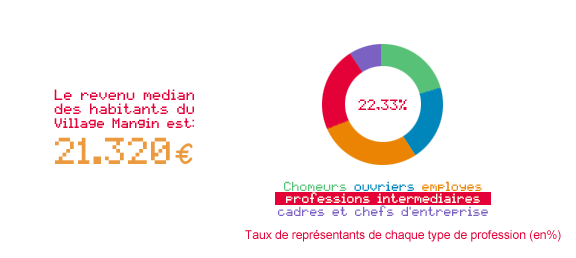 Le revenu median
des habitants du
Village Mangin est:
21.320€
22,33%
Chomeurs ouvriers employes
professions intermediaires
cadres et chefs d'entreprise
Taux de représentants de chaque type de profession (en%)